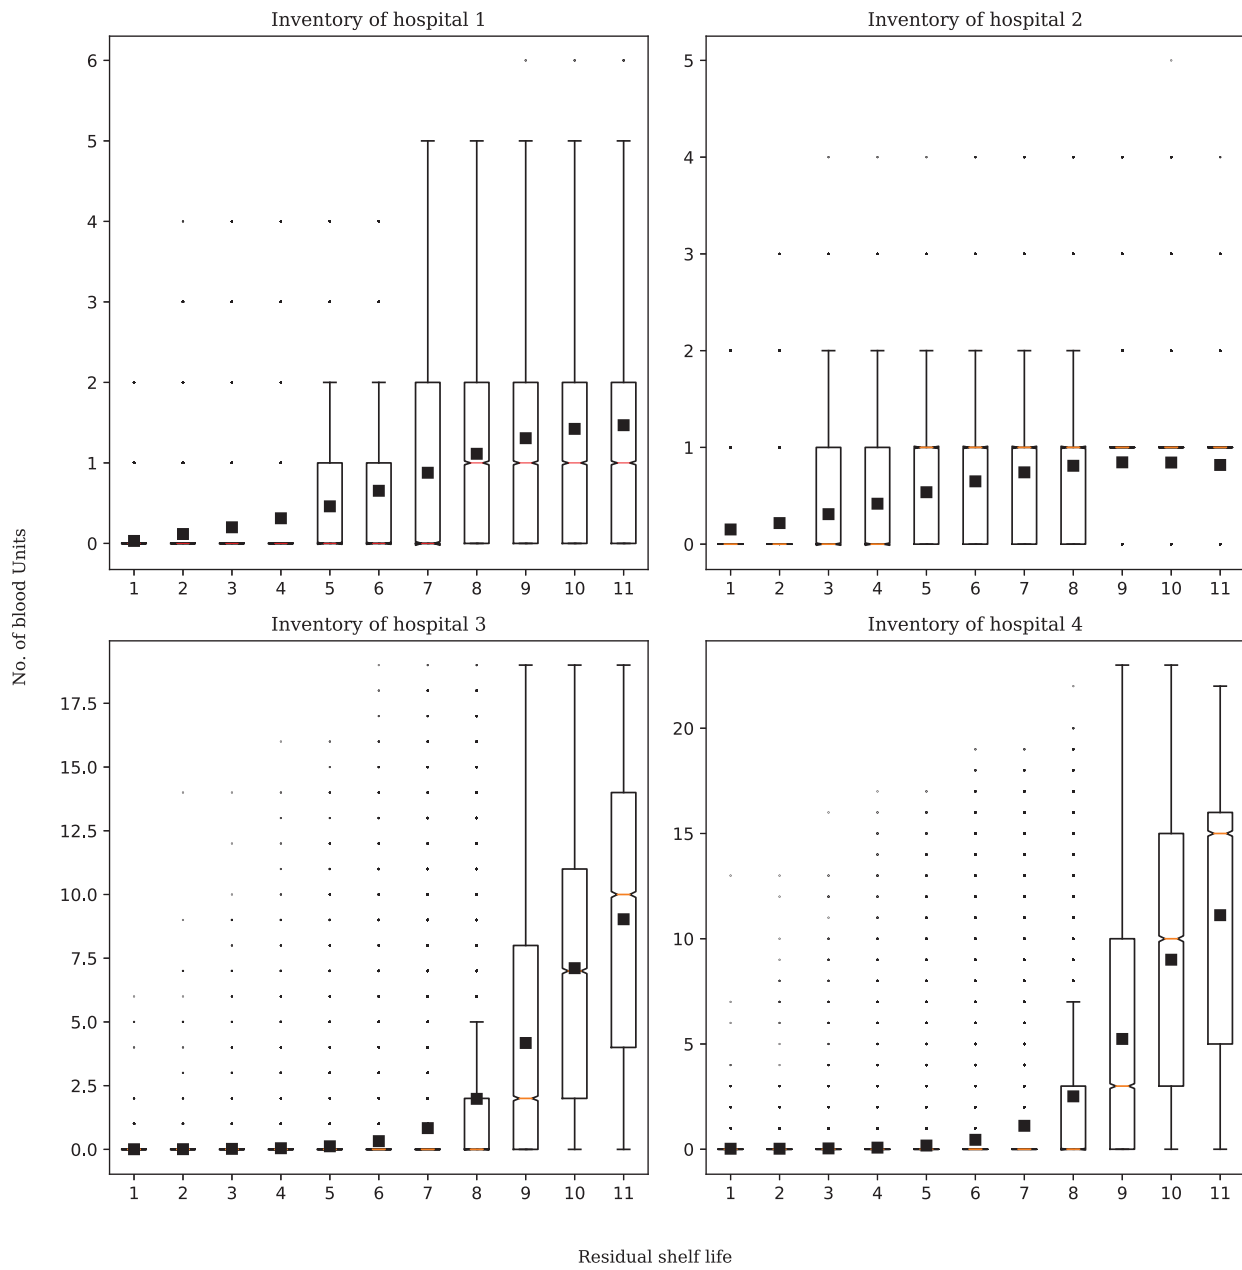 Inventory of hospital 1
Inventory of hospital 2
6
5
4
3
2
1
0
1 2 3 4 5 6 7 8 9 10 11
5
4
3
2
1
0
1 2 3 4 5 6 7 8 9 10 11
No. of blood Units
Inventory of hospital 3
Inventory of hospital 4
17.5
15.0
12.5
10.0
7.5
5.0
2.5
0.0
1 2 3 4 5 6 7 8 9 10 11
20
15
10
5
0
1 2 3 4 5 6 7 8 9 10 11
Residual shelf life